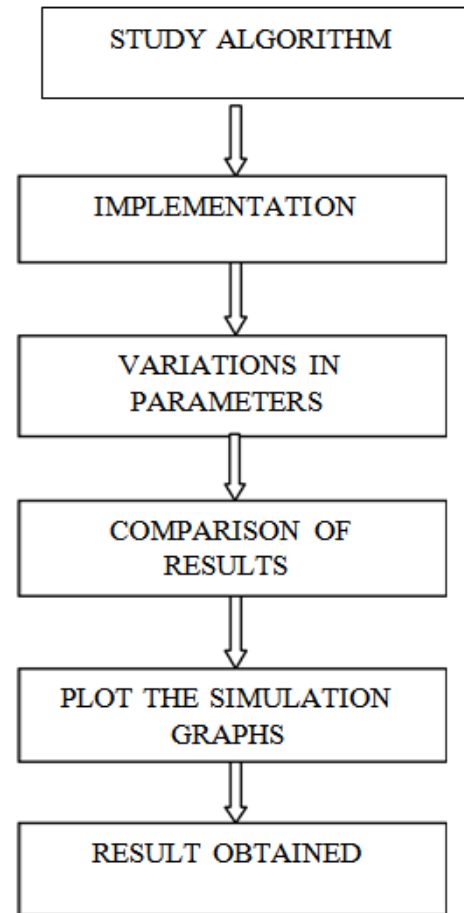 STUDY ALGORITHM
IMPLEMENTATION
VARIATIONS IN
PARAMETERS
COMPARISON OF
RESULTS
PLOT THE SIMULATION
GRAPHS
RESULT OBTAINED